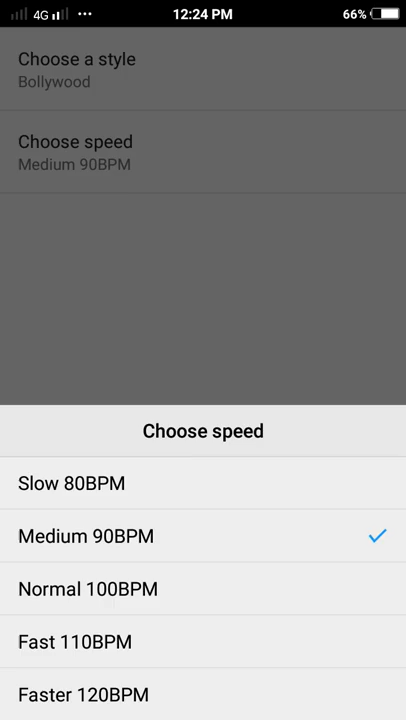 4G ••• 12:24 PM 66%
Choose a style
Bollywood
Choose speed
Medium 90BPM
Choose speed
Slow 80BPM
Medium 90BPM
Normal 100BPM
Fast 110BPM
Faster 120BPM